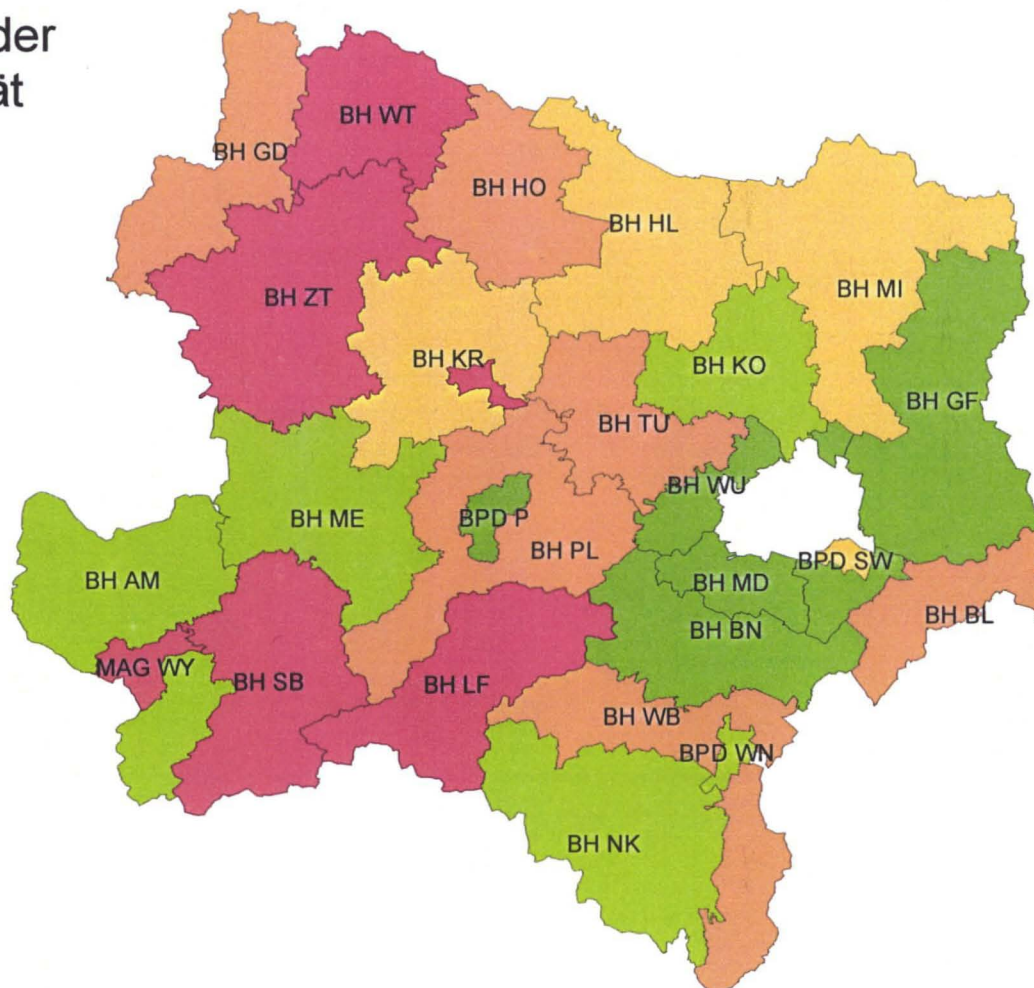 der
ät
BH WT
BH GD
BH HO
BH HL
BH ZT
BH MI
BH KR
BH KO
BH GF
BH TU
BH WU
BH ME
BPD P
BH PL
BPD SW
BH AM
BH MD
BH BL
BH BN
MAG WY
BH SB
BH LF
BH WB
BPD WN
BH NK